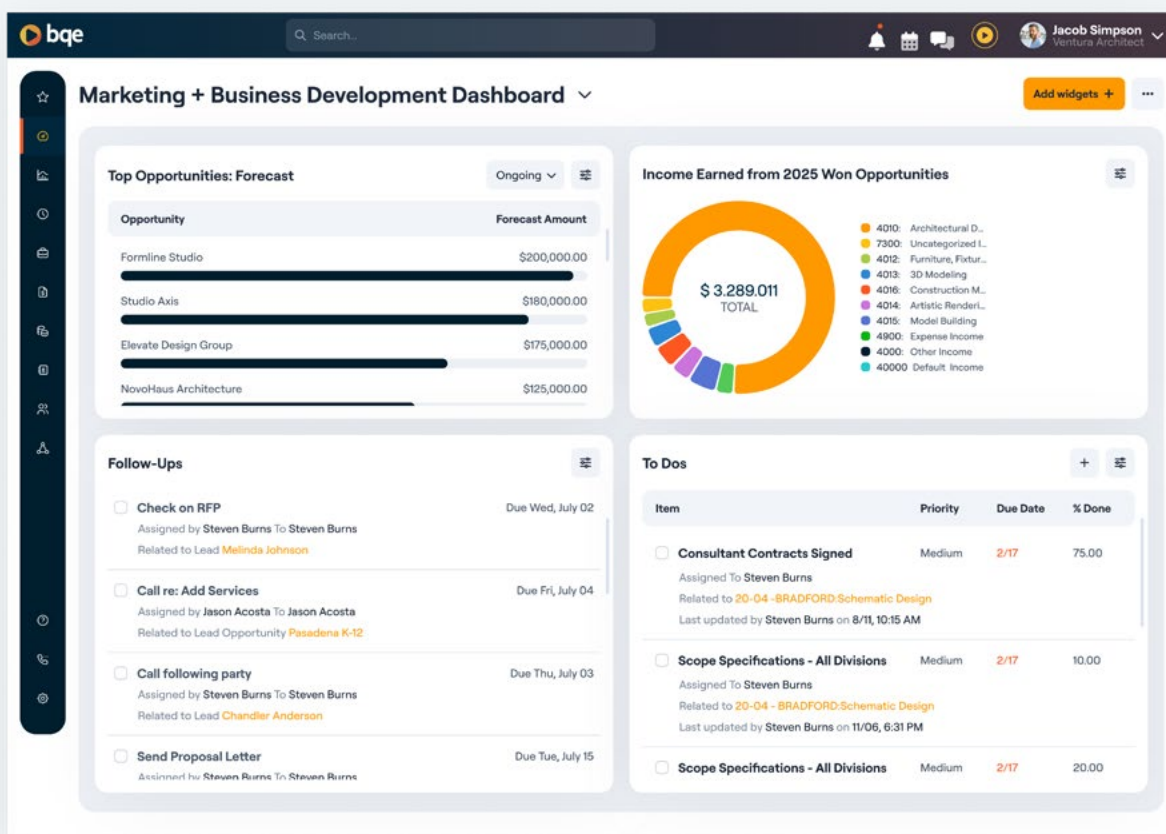 bqe
Search...
Jacob Simpson
Ventura Architect
Marketing + Business Development Dashboard
Add widgets +
Top Opportunities: Forecast
Ongoing
Opportunity Forecast Amount
Formline Studio $200,000.00
Studio Axis $180,000.00
Elevate Design Group $175,000.00
NovoHaus Architecture $125,000.00
Income Earned from 2025 Won Opportunities
$ 3.289.011
TOTAL
4010: Architectural D...
7300: Uncategorized I...
4012: Furniture, Fixtur...
4013: 3D Modeling
4016: Construction M...
4014: Artistic Renderi...
4015: Model Building
4900: Expense Income
4000: Other Income
40000 Default Income
Follow-Ups
Check on RFP Due Wed, July 02
Assigned by Steven Burns To Steven Burns
Related to Lead Melinda Johnson
Call re: Add Services Due Fri, July 04
Assigned by Jason Acosta To Jason Acosta
Related to Lead Opportunity Pasadena K-12
Call following party Due Thu, July 03
Assigned by Steven Burns To Steven Burns
Related to Lead Chandler Anderson
Send Proposal Letter Due Tue, July 15
Assigned by Steven Burns To Steven Burns
To Dos
Item Priority Due Date % Done
Consultant Contracts Signed Medium 2/17 75.00
Assigned To Steven Burns
Related to 20-04 -BRADFORD:Schematic Design
Last updated by Steven Burns on 8/11, 10:15 AM
Scope Specifications - All Divisions Medium 2/17 10.00
Assigned To Steven Burns
Related to 20-04 - BRADFORD:Schematic Design
Last updated by Steven Burns on 11/06, 6:31 PM
Scope Specifications - All Divisions Medium 2/17 20.00